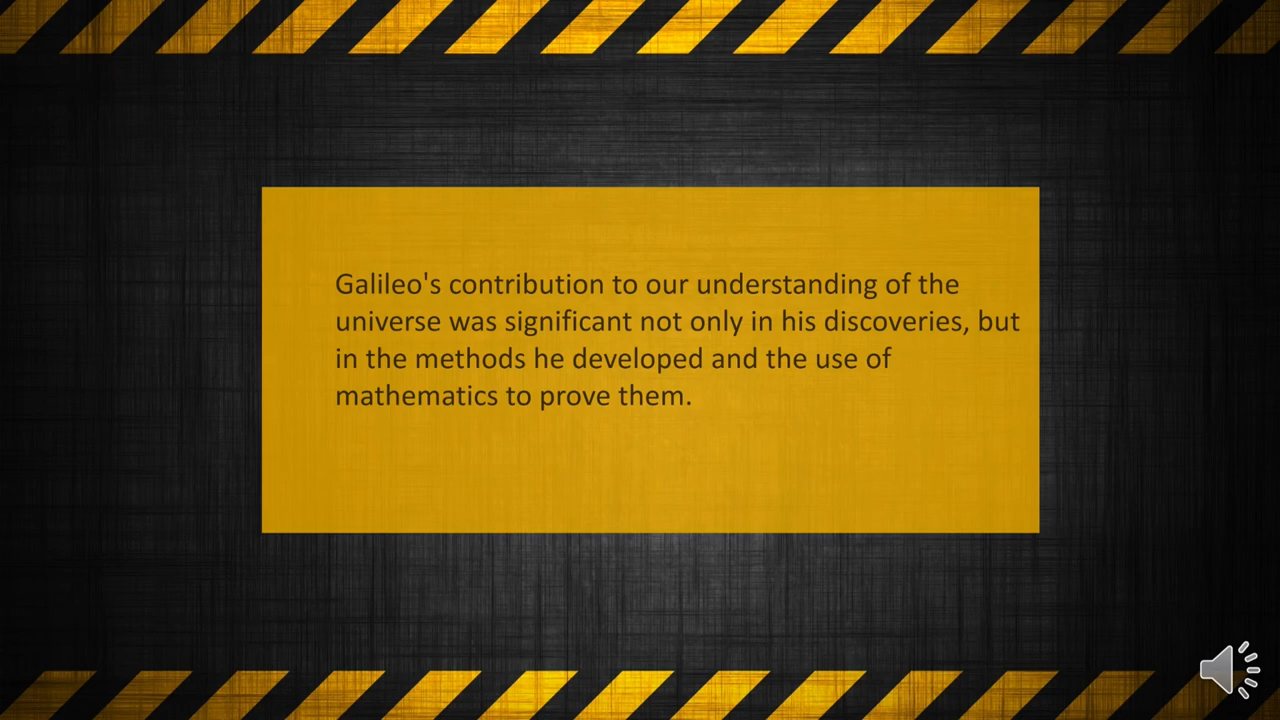 Galileo's contribution to our understanding of the
universe was significant not only in his discoveries, but
in the methods he developed and the use of
mathematics to prove them.